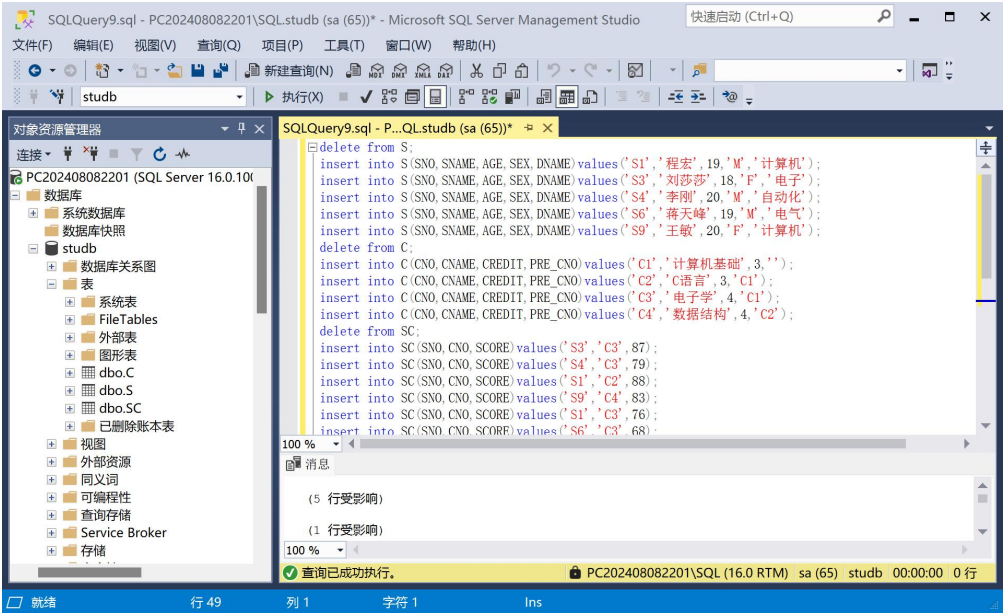 SQLQuery9.sql - PC202408082201\SQL.studb (sa (65))* - Microsoft SQL Server Management Studio
快速启动 (Ctrl+Q)
文件(F) 编辑(E) 视图(V) 查询(Q) 项目(P) 工具(T) 窗口(W) 帮助(H)
新建查询(N) MDX DMX XMLA DAX
studb 执行(X)
对象资源管理器
连接
PC202408082201 (SQL Server 16.0.100
数据库
系统数据库
数据库快照
studb
数据库关系图
表
系统表
FileTables
外部表
图形表
dbo.C
dbo.S
dbo.SC
已删除账本表
视图
外部资源
同义词
可编程性
查询存储
Service Broker
存储
SQLQuery9.sql - P...QL.studb (sa (65))*
delete from S;
insert into S(SNO,SNAME,AGE,SEX,DNAME)values('S1','程宏',19,'M','计算机');
insert into S(SNO,SNAME,AGE,SEX,DNAME)values('S3','刘莎莎',18,'F','电子');
insert into S(SNO,SNAME,AGE,SEX,DNAME)values('S4','李刚',20,'M','自动化');
insert into S(SNO,SNAME,AGE,SEX,DNAME)values('S6','蒋天峰',19,'M','电气');
insert into S(SNO,SNAME,AGE,SEX,DNAME)values('S9','王敏',20,'F','计算机');
delete from C;
insert into C(CNO,CNAME,CREDIT,PRE_CNO)values('C1','计算机基础',3,'');
insert into C(CNO,CNAME,CREDIT,PRE_CNO)values('C2','C语言',3,'C1');
insert into C(CNO,CNAME,CREDIT,PRE_CNO)values('C3','电子学',4,'C1');
insert into C(CNO,CNAME,CREDIT,PRE_CNO)values('C4','数据结构',4,'C2');
delete from SC;
insert into SC(SNO,CNO,SCORE)values('S3','C3',87);
insert into SC(SNO,CNO,SCORE)values('S4','C3',79);
insert into SC(SNO,CNO,SCORE)values('S1','C2',88);
insert into SC(SNO,CNO,SCORE)values('S9','C4',83);
insert into SC(SNO,CNO,SCORE)values('S1','C3',76);
insert into SC(SNO,CNO,SCORE)values('S6','C3',68);
100 %
消息
(5 行受影响)
(1 行受影响)
100 %
查询已成功执行。 PC202408082201\SQL (16.0 RTM) sa (65) studb 00:00:00 0 行
就绪 行 49 列 1 字符 1 Ins